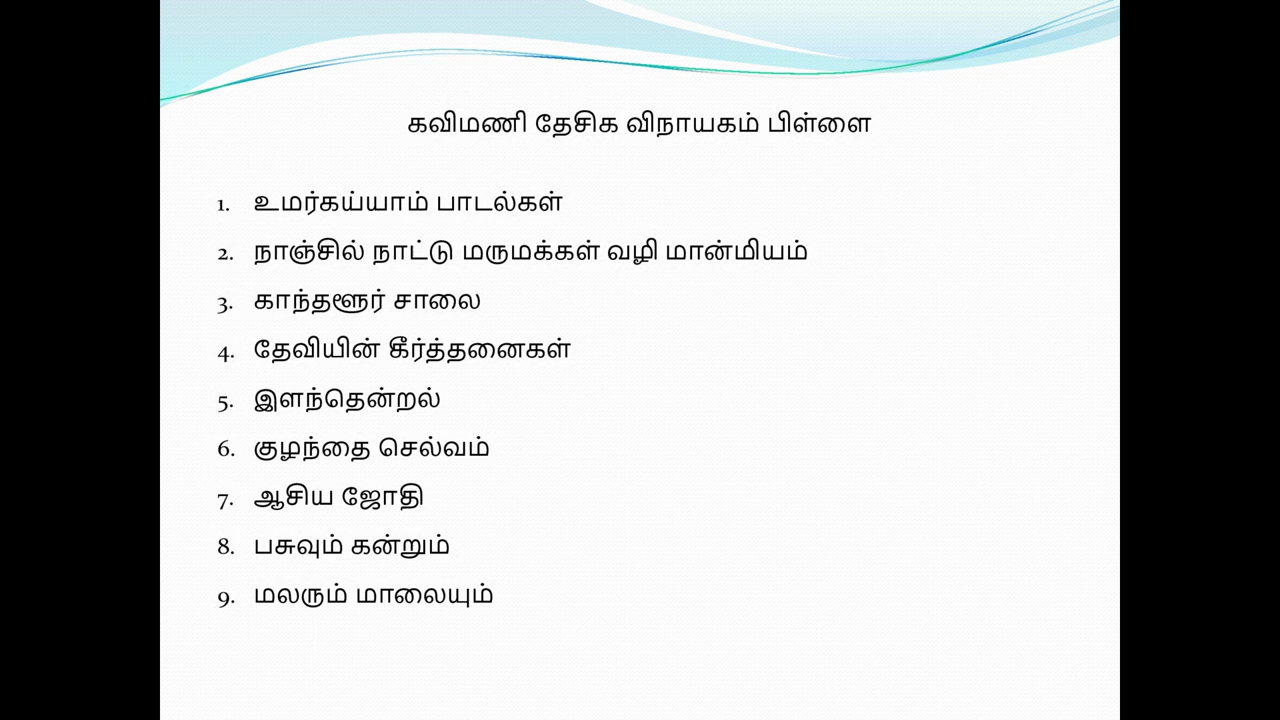 கவிமணி தேசிக விநாயகம் பிள்ளை
1. உமர்கய்யாம் பாடல்கள்
2. நாஞ்சில் நாட்டு மருமக்கள் வழி மான்மியம்
3. காந்தளூர் சாலை
4. தேவியின் கீர்த்தனைகள்
5. இளந்தென்றல்
6. குழந்தை செல்வம்
7. ஆசிய ஜோதி
8. பசுவும் கன்றும்
9. மலரும் மாலையும்